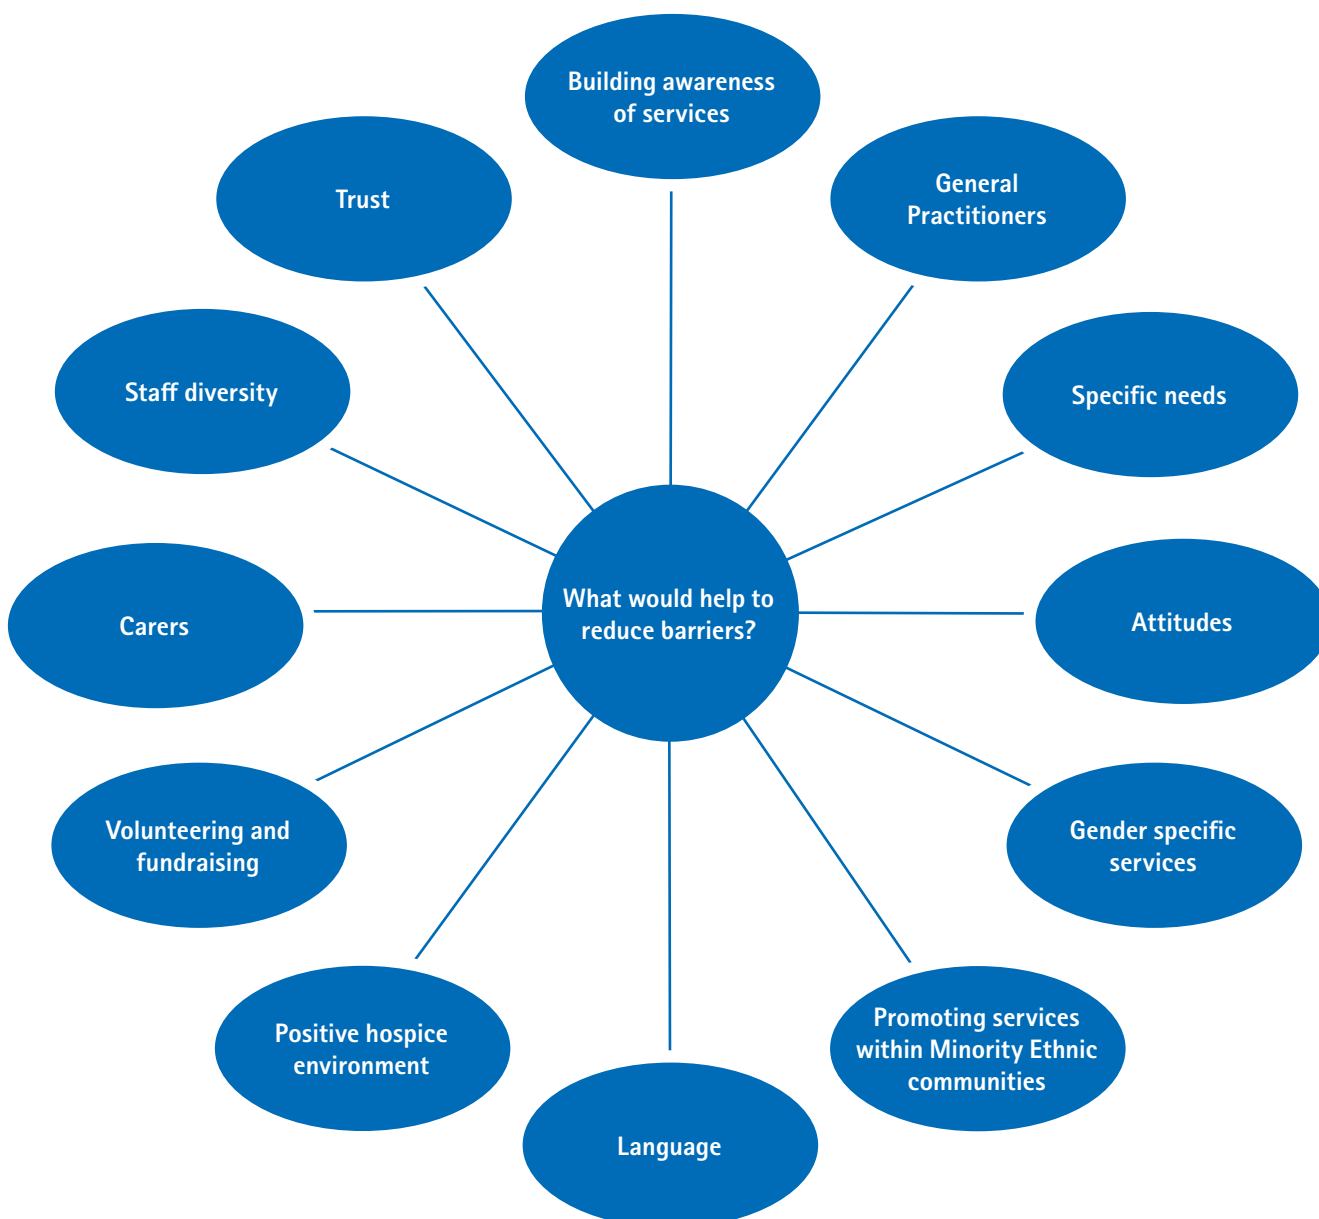 Building awareness
of services
General
Practitioners
Trust
Staff diversity
Specific needs
What would help to
reduce barriers?
Carers
Attitudes
Volunteering and
fundraising
Gender specific
services
Positive hospice
environment
Promoting services
within Minority Ethnic
communities
Language